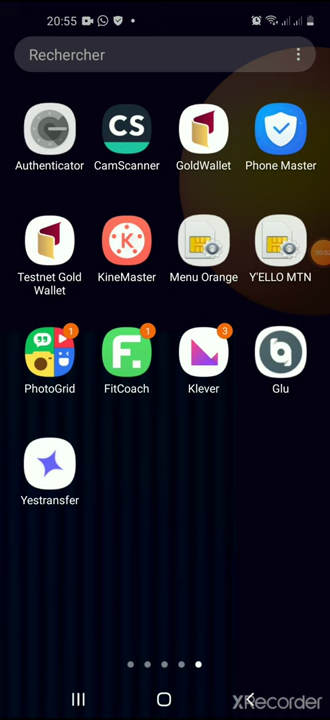 20:55
Rechercher
Authenticator
CS
CamScanner
GoldWallet
Phone Master
Testnet Gold
Wallet
K
KineMaster
Menu Orange
Y'ELLO MTN
1
PhotoGrid
1
F.
FitCoach
3
Klever
Glu
Yestransfer
XRecorder